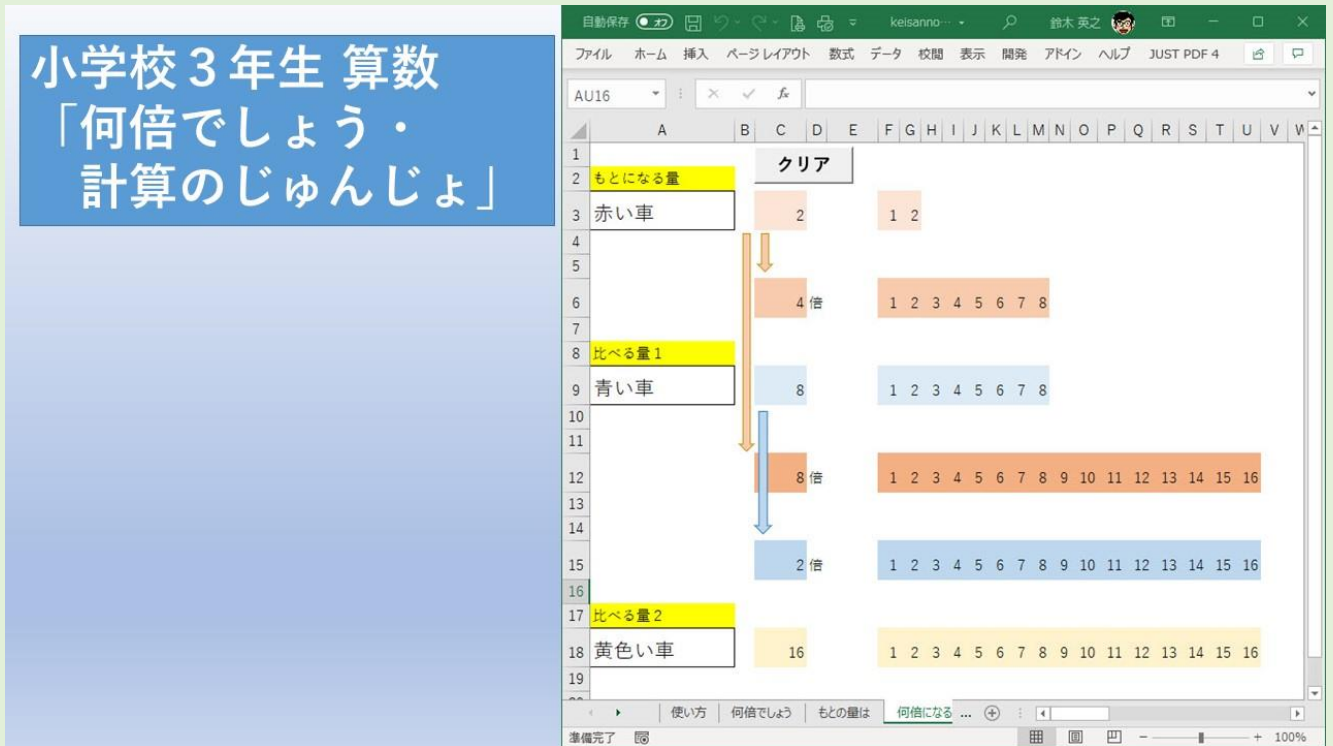 小学校３年生 算数
「何倍でしょう・
計算のじゅんじょ」
自動保存 オフ keisanno… 鈴木 英之
ファイル ホーム 挿入 ページ レイアウト 数式 データ 校閲 表示 開発 アドイン ヘルプ JUST PDF 4
AU16 fx
A B C D E F G H I J K L M N O P Q R S T U V W
1 クリア
2 もとになる量
3 赤い車 2 1 2
4
5
6 4 倍 1 2 3 4 5 6 7 8
7
8 比べる量１
9 青い車 8 1 2 3 4 5 6 7 8
10
11
12 8 倍 1 2 3 4 5 6 7 8 9 10 11 12 13 14 15 16
13
14
15 2 倍 1 2 3 4 5 6 7 8 9 10 11 12 13 14 15 16
16
17 比べる量２
18 黄色い車 16 1 2 3 4 5 6 7 8 9 10 11 12 13 14 15 16
19
使い方 何倍でしょう もとの量は 何倍になる ...
準備完了 100%